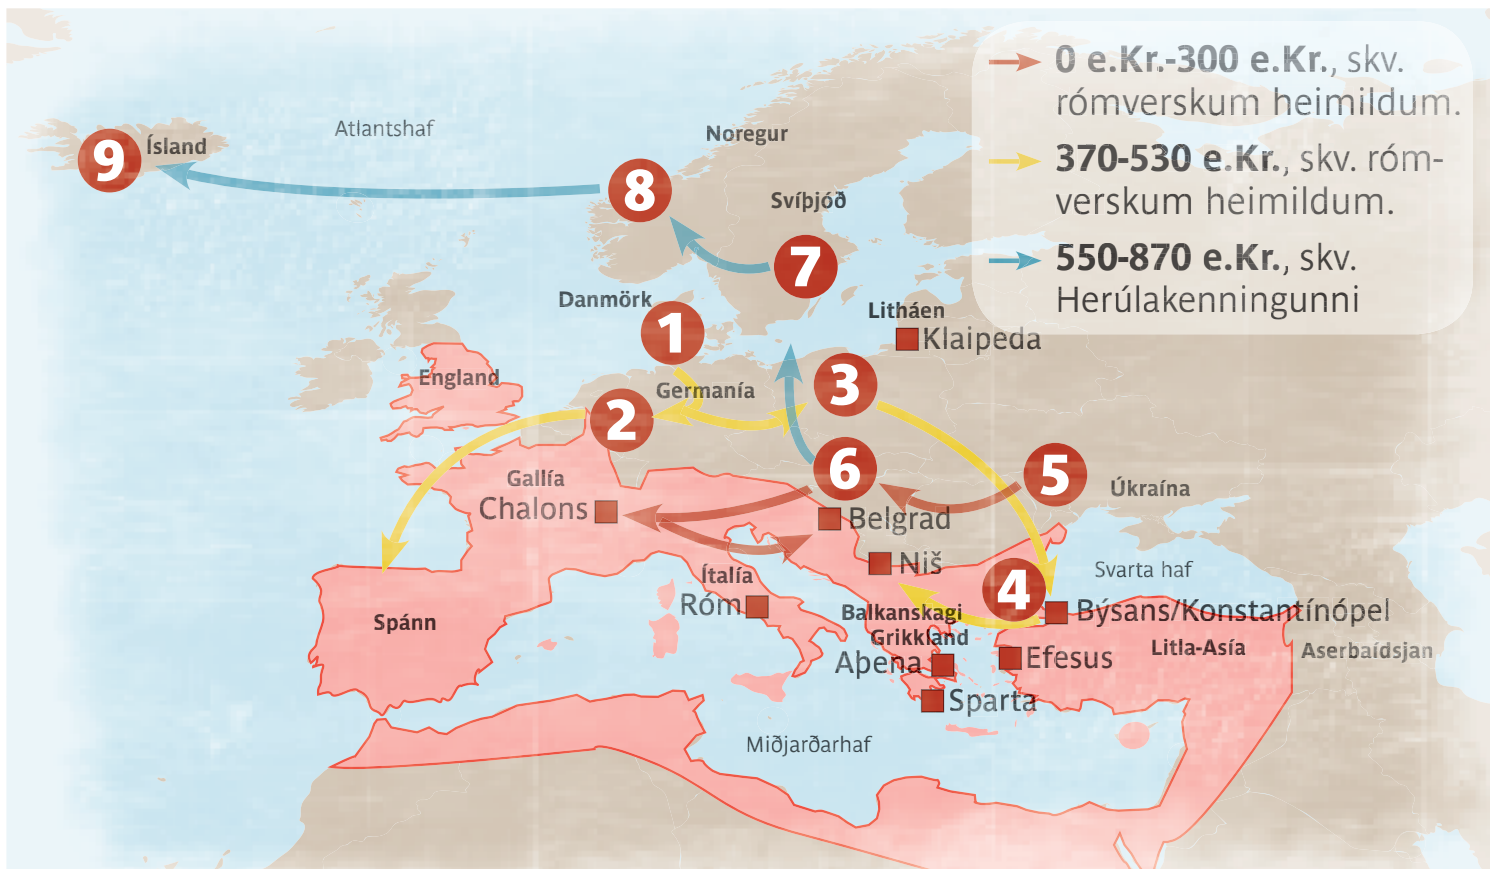 0 e.Kr.-300 e.Kr., skv.
rómverskum heimildum.
370-530 e.Kr., skv. róm-
verskum heimildum.
550-870 e.Kr., skv.
Herúlakenningunni
Atlantshaf
Noregur
9
Ísland
8
Svíþjóð
7
Danmörk
1
Litháen
Klaipeda
England
Germanía
3
2
6
5
Gallía
Chalons
Úkraína
Belgrad
Niš
Svarta haf
Ítalía
4
Róm
Balkanskagi
Býsans/Konstantínópel
Spánn
Grikkland
Litla-Asía
Aserbaídsjan
Aþena
Efesus
Sparta
Miðjarðarhaf